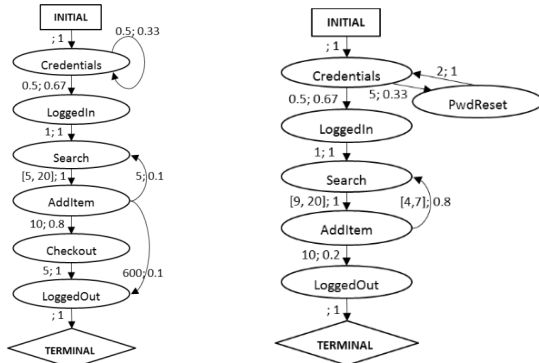 INITIAL
; 1
0.5; 0.33
Credentials
0.5; 0.67
LoggedIn
1; 1
Search
[5, 20]; 1
5; 0.1
AddItem
10; 0.8
Checkout
5; 1
600; 0.1
LoggedOut
; 1
TERMINAL
INITIAL
; 1
2; 1
Credentials
0.5; 0.67
5; 0.33
PwdReset
LoggedIn
1; 1
Search
[9, 20]; 1
[4,7]; 0.8
AddItem
10; 0.2
LoggedOut
; 1
TERMINAL